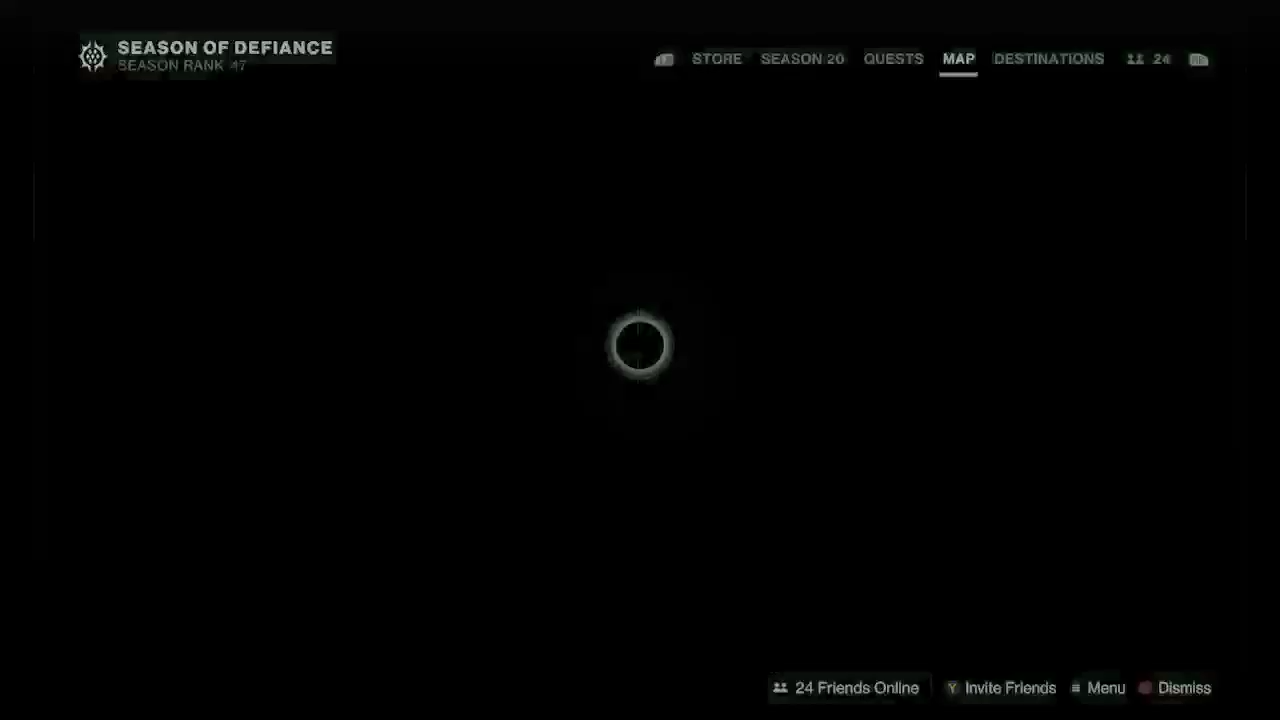 SEASON OF DEFIANCE
SEASON RANK 47
STORE SEASON 20 QUESTS MAP DESTINATIONS 24
24 Friends Online Y Invite Friends Menu Dismiss